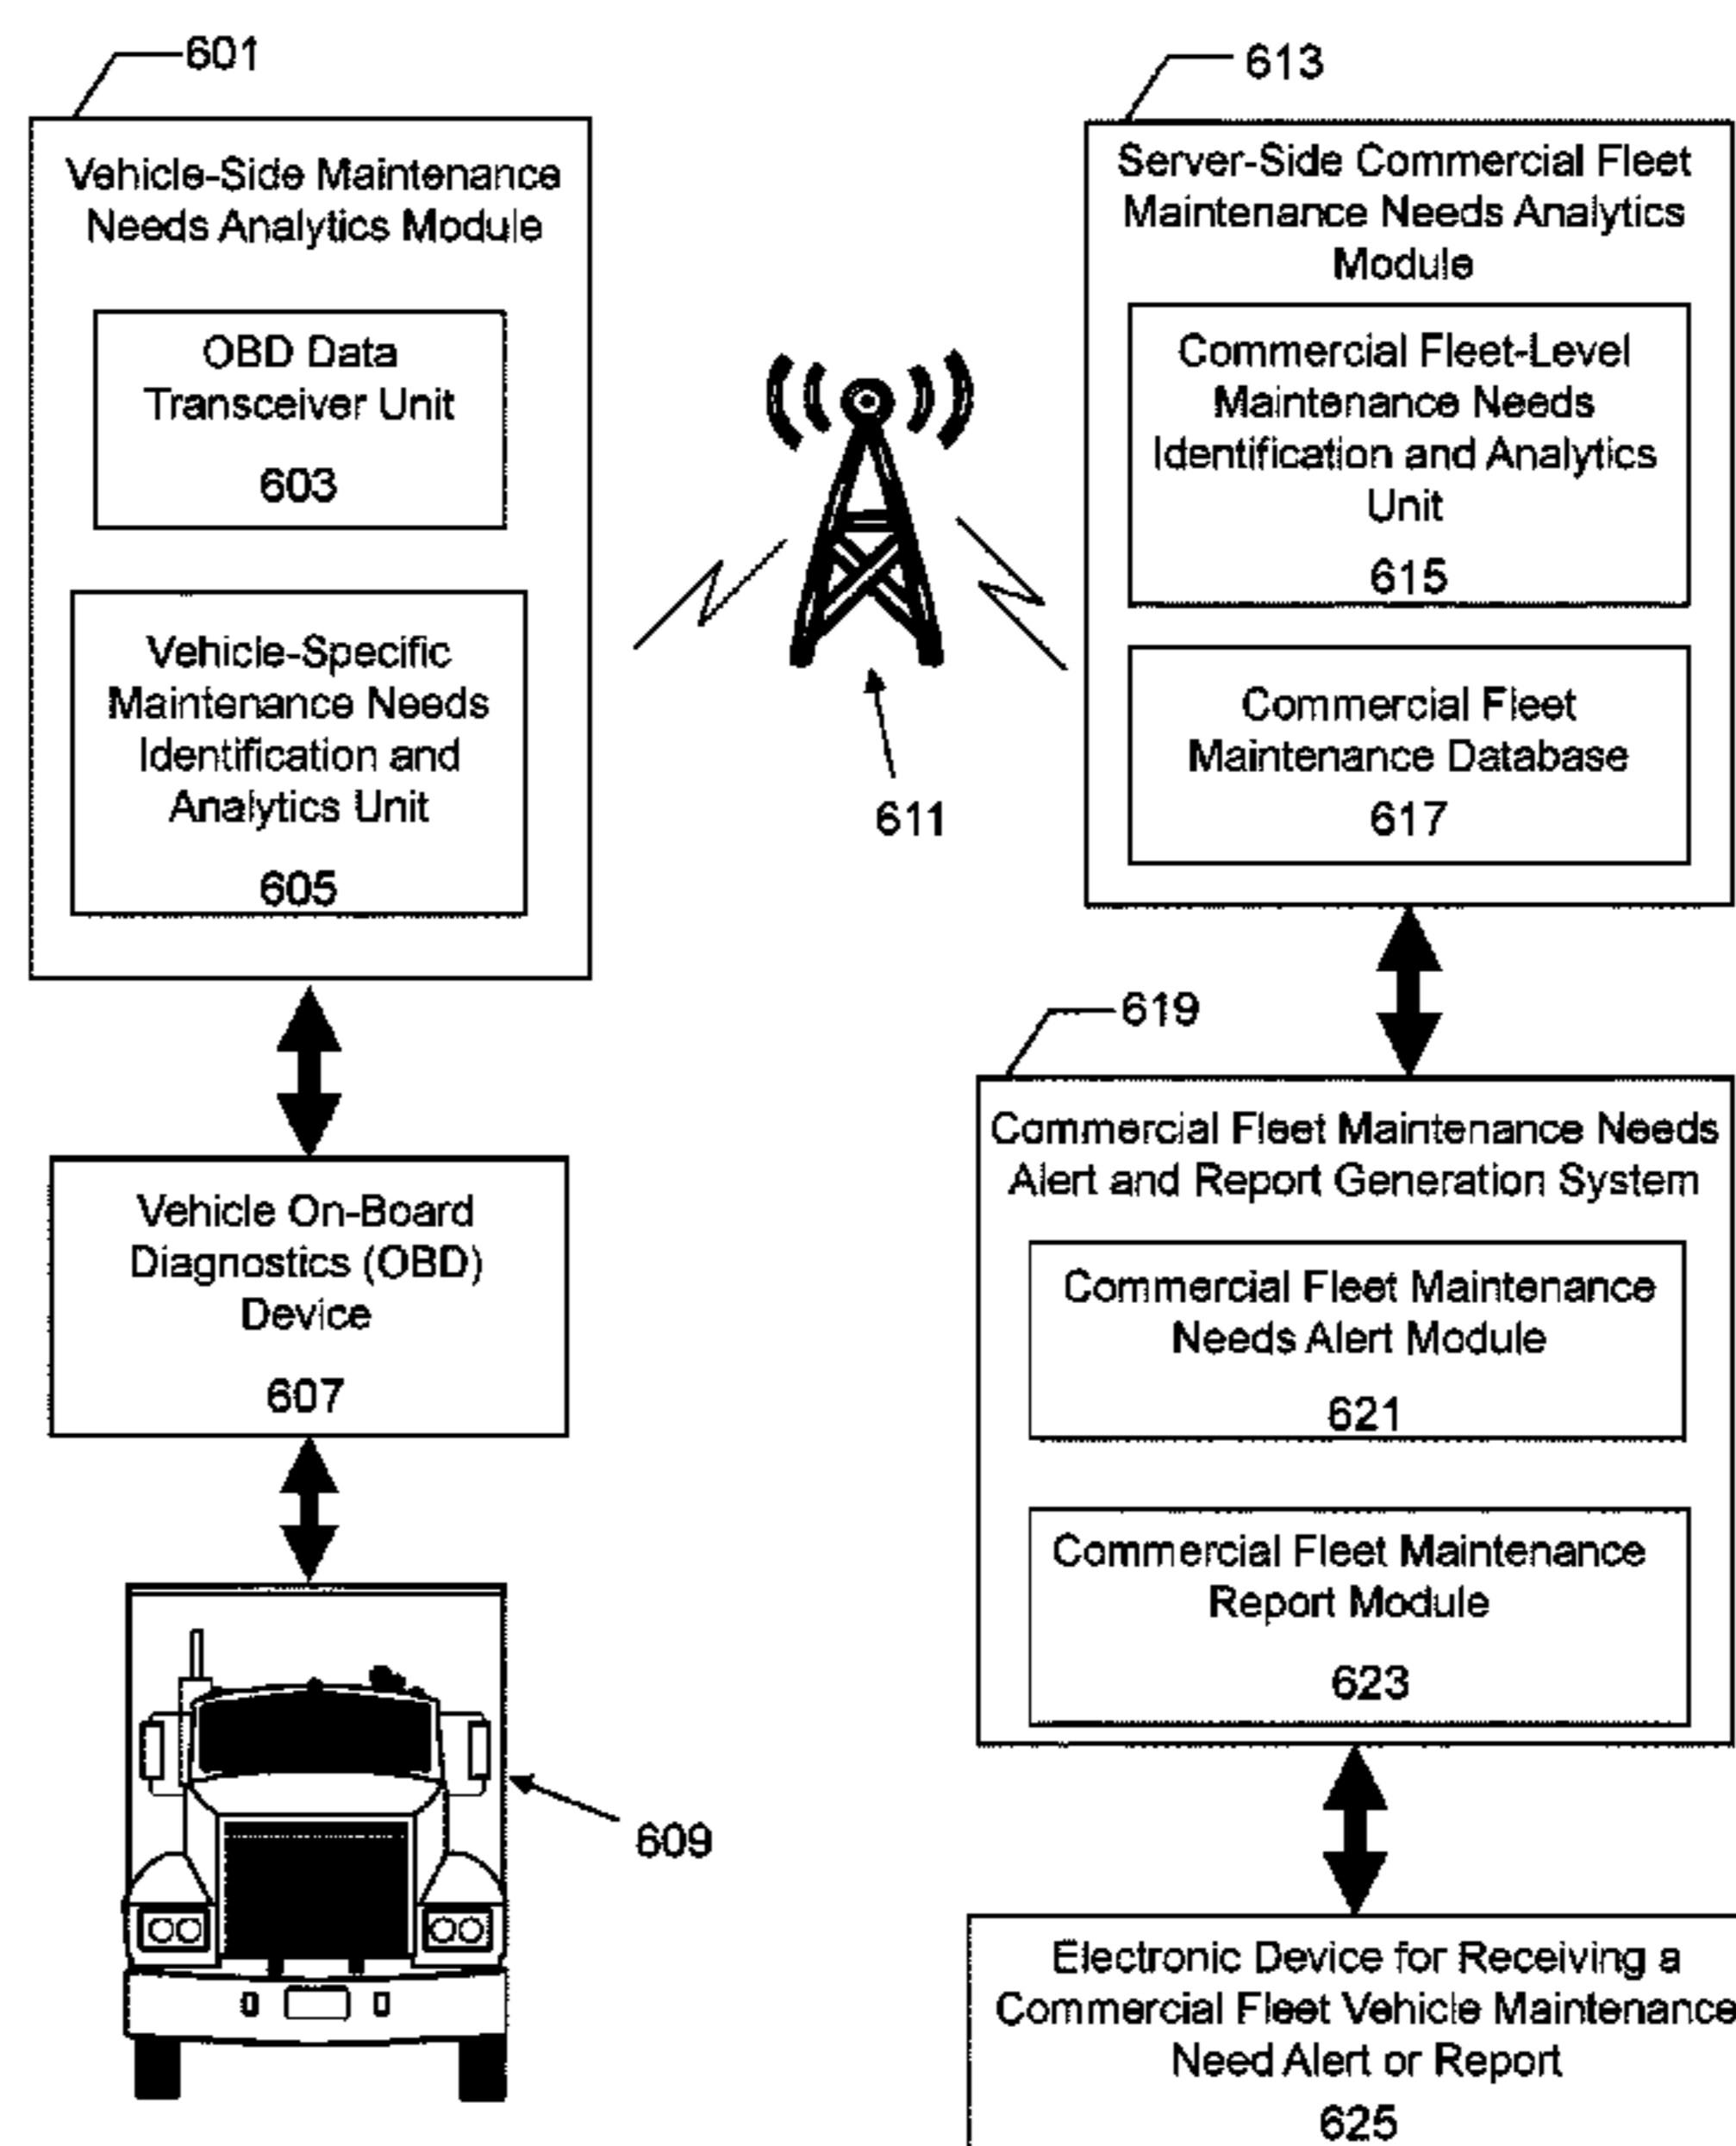 601
Vehicle-Side Maintenance
Needs Analytics Module
OBD Data
Transceiver Unit
603
Vehicle-Specific
Maintenance Needs
Identification and
Analytics Unit
605
Vehicle On-Board
Diagnostics (OBD)
Device
607
609
611
613
Server-Side Commercial Fleet
Maintenance Needs Analytics
Module
Commercial Fleet-Level
Maintenance Needs
Identification and Analytics
Unit
615
Commercial Fleet
Maintenance Database
617
619
Commercial Fleet Maintenance Needs
Alert and Report Generation System
Commercial Fleet Maintenance
Needs Alert Module
621
Commercial Fleet Maintenance
Report Module
623
Electronic Device for Receiving a
Commercial Fleet Vehicle Maintenance
Need Alert or Report
625